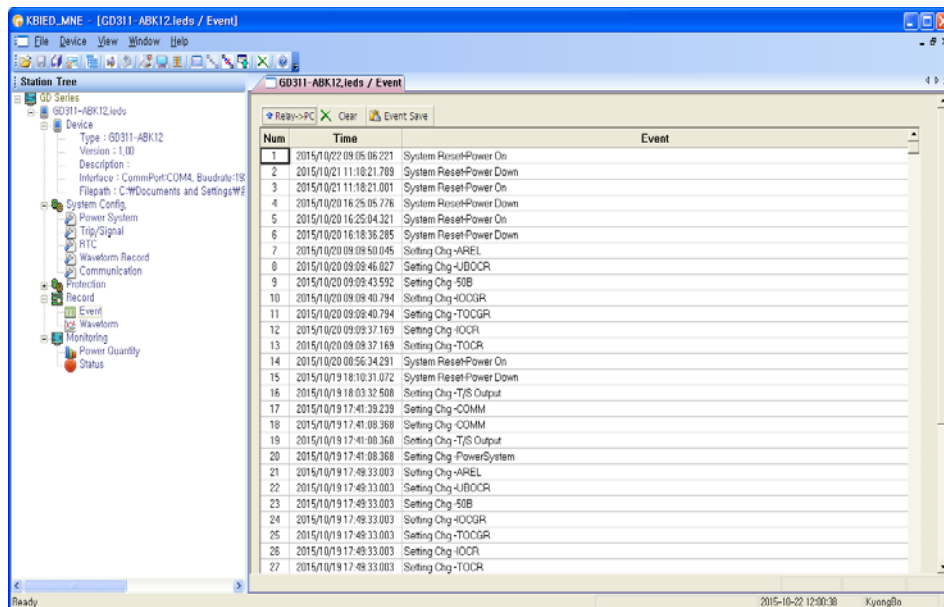 KBIED_MNE - [GD311-ABK12.leds / Event]
File Device View Window Help
Station Tree
GD Series
GD311-ABK12.leds
Device
Type : GD311-ABK12
Version : 1.00
Description :
Interface : CommPort:COM4, Baudrate:19
Filepath : C:₩Documents and Settings₩
System Config.
Power System
Trip/Signal
RTC
Waveform Record
Communication
Protection
Record
Event
Waveform
Monitoring
Power Quantity
Status
GD311-ABK12.leds / Event
Relay->PC Clear Event Save
Num Time Event
1 2015/10/22 09:05:06.221 System Reset-Power On
2 2015/10/21 11:18:21.789 System Reset-Power Down
3 2015/10/21 11:18:21.001 System Reset-Power On
4 2015/10/20 16:25:05.776 System Reset-Power Down
5 2015/10/20 16:25:04.321 System Reset-Power On
6 2015/10/20 16:18:36.285 System Reset-Power Down
7 2015/10/20 09:09:50.045 Setting Chg -AREL
8 2015/10/20 09:09:46.827 Setting Chg -UBOCR
9 2015/10/20 09:09:43.592 Setting Chg -50B
10 2015/10/20 09:09:40.794 Setting Chg -IOCGR
11 2015/10/20 09:09:40.794 Setting Chg -TOCGR
12 2015/10/20 09:09:37.169 Setting Chg -IOCR
13 2015/10/20 09:09:37.169 Setting Chg -TOCR
14 2015/10/20 08:56:34.291 System Reset-Power On
15 2015/10/19 18:10:31.072 System Reset-Power Down
16 2015/10/19 18:03:32.508 Setting Chg -T/S Output
17 2015/10/19 17:41:39.239 Setting Chg -COMM
18 2015/10/19 17:41:08.368 Setting Chg -COMM
19 2015/10/19 17:41:08.368 Setting Chg -T/S Output
20 2015/10/19 17:41:08.368 Setting Chg -PowerSystem
21 2015/10/19 17:49:33.003 Setting Chg -AREL
22 2015/10/19 17:49:33.003 Setting Chg -UBOCR
23 2015/10/19 17:49:33.003 Setting Chg -50B
24 2015/10/19 17:49:33.003 Setting Chg -IOCGR
25 2015/10/19 17:49:33.003 Setting Chg -TOCGR
26 2015/10/19 17:49:33.003 Setting Chg -IOCR
27 2015/10/19 17:49:33.003 Setting Chg -TOCR
Ready 2015-10-22 12:00:38 KyongBo